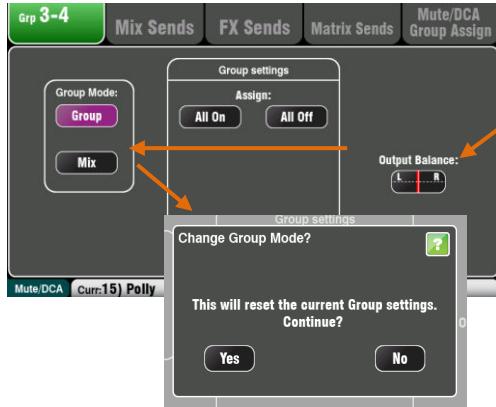 Grp 3-4
Mix Sends
FX Sends
Matrix Sends
Mute/DCA
Group Assign
Group settings
Group Mode:
Assign:
Group
All On
All Off
Mix
Output Balance:
L R
Group settings
Change Group Mode?
?
Mute/DCA
Curr:15) Polly
This will reset the current Group settings.
Continue?
Yes
No